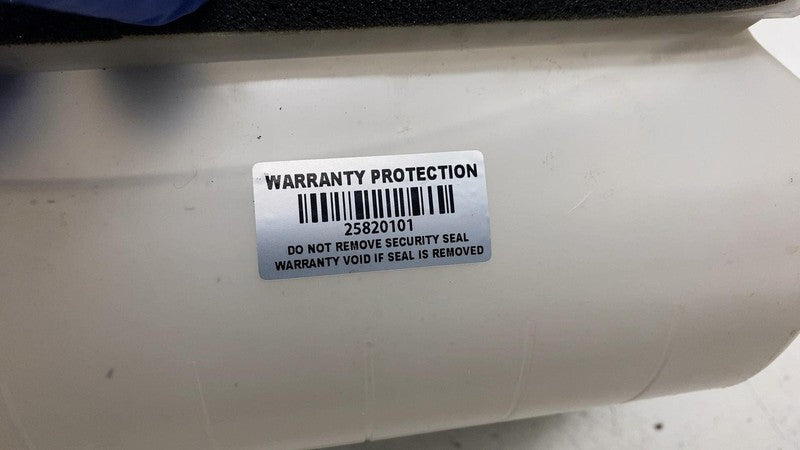 WARRANTY PROTECTION
25820101
DO NOT REMOVE SECURITY SEAL
WARRANTY VOID IF SEAL IS REMOVED